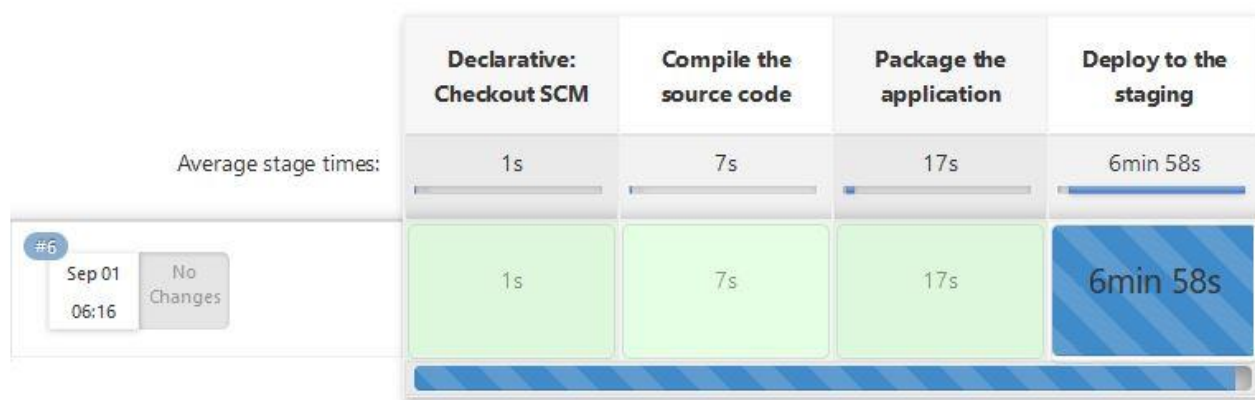 Declarative:
Checkout SCM
Compile the
source code
Package the
application
Deploy to the
staging
Average stage times:
1s
7s
17s
6min 58s
#6
Sep 01
06:16
No
Changes
1s
7s
17s
6min 58s